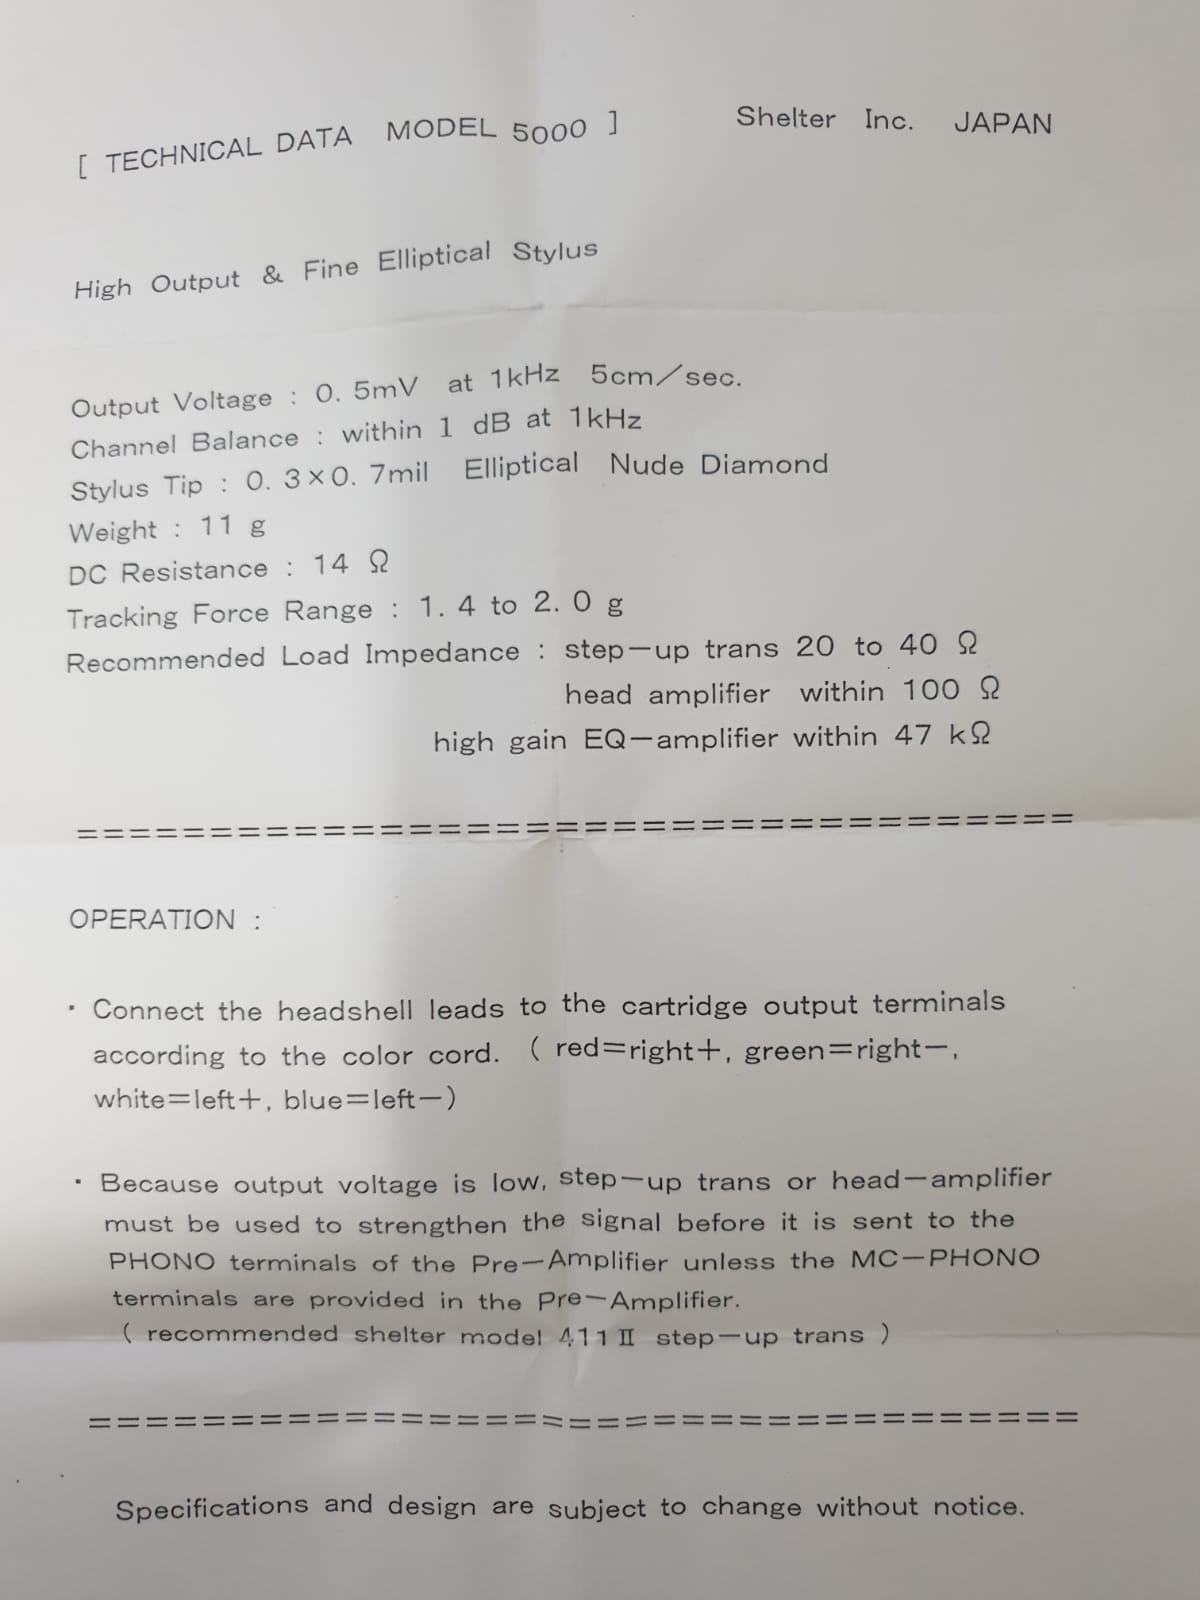 [ TECHNICAL DATA MODEL 5000 ] Shelter Inc. JAPAN
High Output & Fine Elliptical Stylus
Output Voltage : 0. 5mV at 1kHz 5cm／sec.
Channel Balance : within 1 dB at 1kHz
Stylus Tip : 0. 3×0. 7mil Elliptical Nude Diamond
Weight : 11 g
DC Resistance : 14 Ω
Tracking Force Range : 1. 4 to 2. 0 g
Recommended Load Impedance : step－up trans 20 to 40 Ω
head amplifier within 100 Ω
high gain EQ－amplifier within 47 kΩ
===================================
OPERATION :
・Connect the headshell leads to the cartridge output terminals
according to the color cord. ( red＝right＋, green＝right－,
white＝left＋, blue＝left－)
・Because output voltage is low, step－up trans or head－amplifier
must be used to strengthen the signal before it is sent to the
PHONO terminals of the Pre－Amplifier unless the MC－PHONO
terminals are provided in the Pre－Amplifier.
( recommended shelter model 411Ⅱ step－up trans )
===================================
Specifications and design are subject to change without notice.